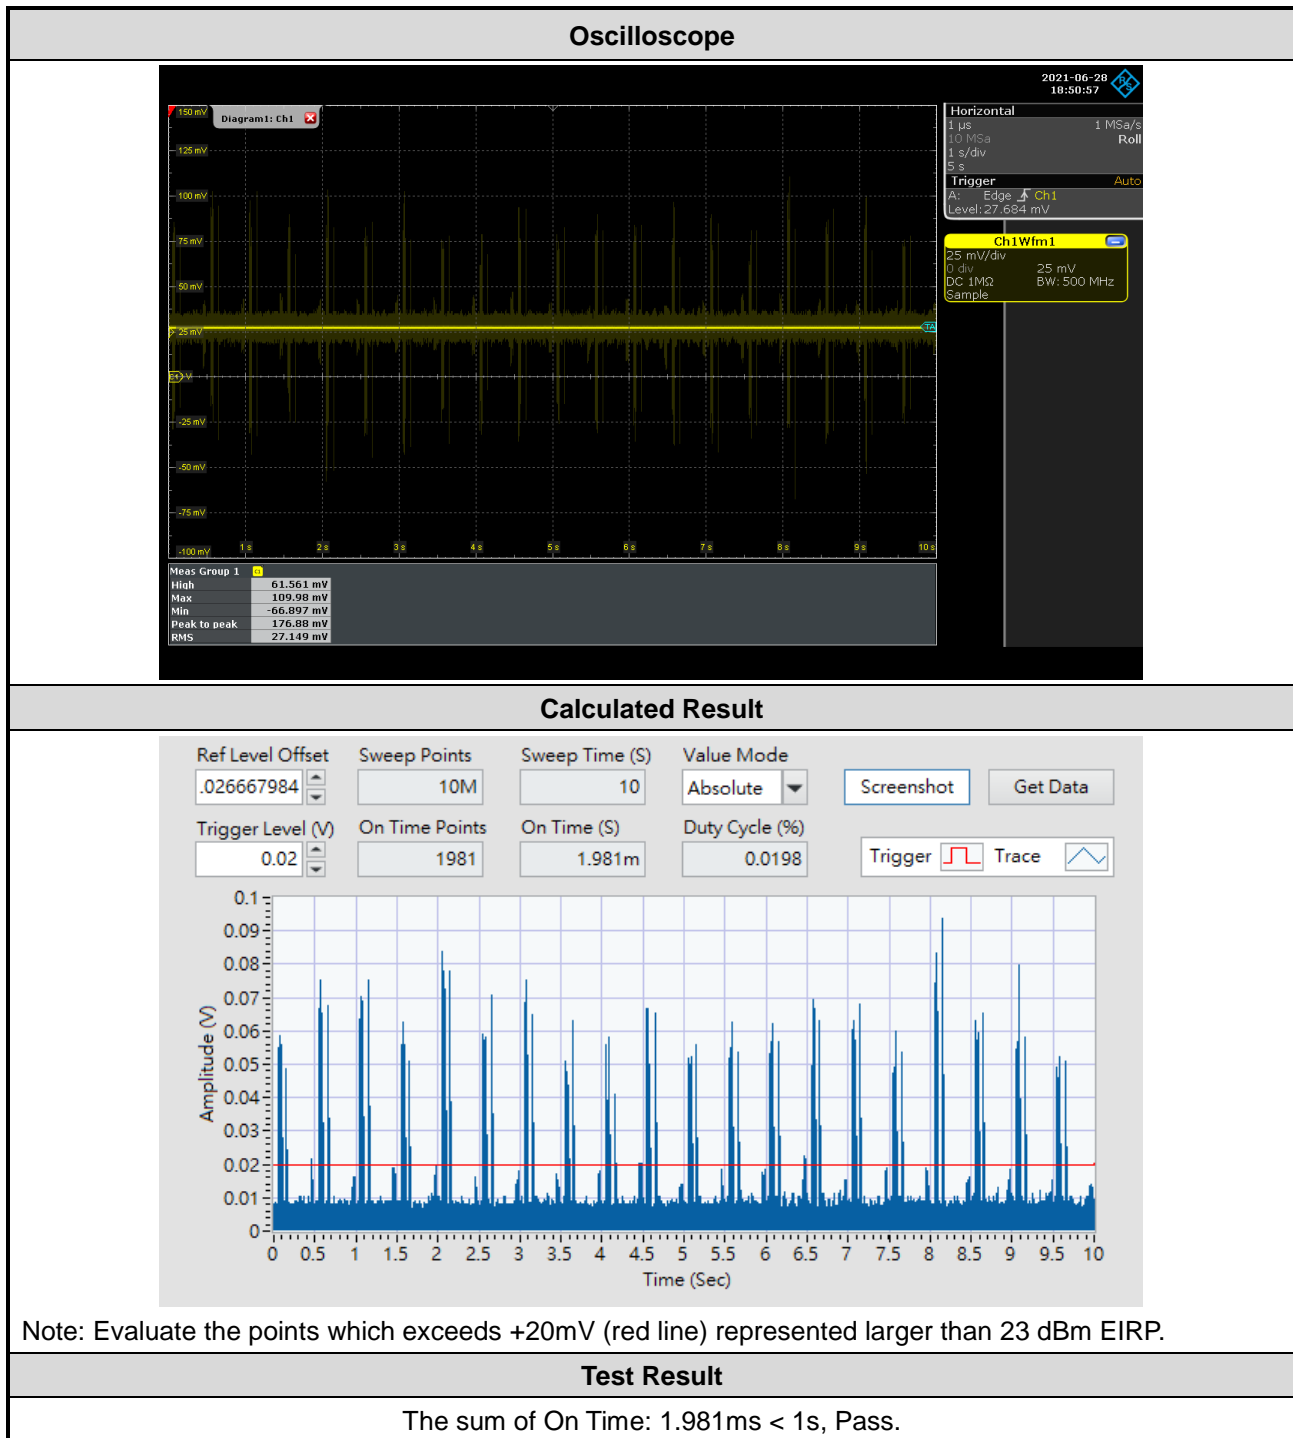 Oscilloscope
2021-06-28
18:50:57
Diagram1: Ch1
150 mV
125 mV
100 mV
75 mV
50 mV
25 mV
-25 mV
-50 mV
-75 mV
-100 mV
1 s 2 s 3 s 4 s 5 s 6 s 7 s 8 s 9 s 10 s
TA
Horizontal
1 µs 1 MSa/s
10 MSa Roll
1 s/div
5 s
Trigger Auto
A: Edge Ch1
Level: 27.684 mV
Ch1Wfm1
25 mV/div
0 div 25 mV
DC 1MΩ BW: 500 MHz
Sample
Meas Group 1
High 61.561 mV
Max 109.98 mV
Min -66.897 mV
Peak to peak 176.88 mV
RMS 27.149 mV
Calculated Result
Ref Level Offset Sweep Points Sweep Time (S) Value Mode
.026667984 10M 10 Absolute Screenshot Get Data
Trigger Level (V) On Time Points On Time (S) Duty Cycle (%)
0.02 1981 1.981m 0.0198 Trigger Trace
0.1
0.09
0.08
0.07
0.06
0.05
0.04
0.03
0.02
0.01
0
Amplitude (V)
0 0.5 1 1.5 2 2.5 3 3.5 4 4.5 5 5.5 6 6.5 7 7.5 8 8.5 9 9.5 10
Time (Sec)
Note: Evaluate the points which exceeds +20mV (red line) represented larger than 23 dBm EIRP.
Test Result
The sum of On Time: 1.981ms < 1s, Pass.